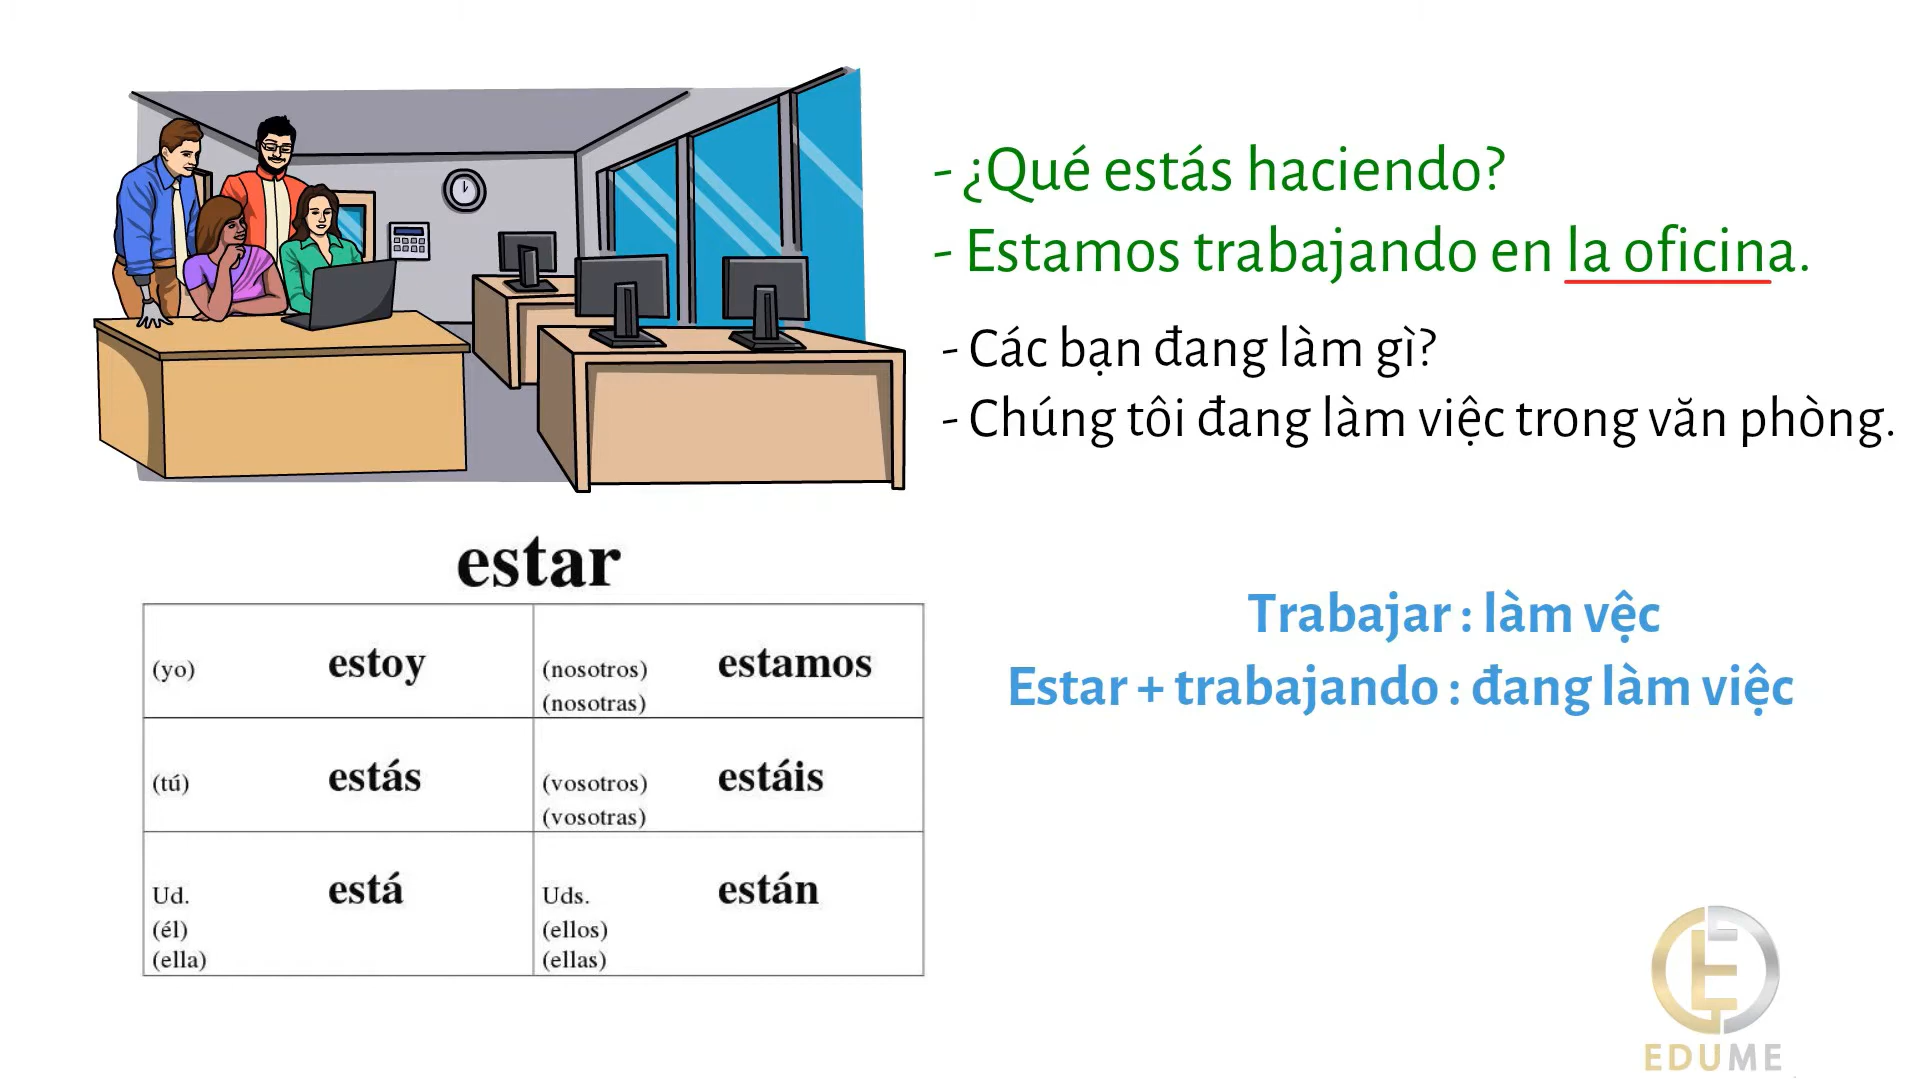 - ¿Qué estás haciendo?
- Estamos trabajando en la oficina.
- Các bạn đang làm gì?
- Chúng tôi đang làm việc trong văn phòng.
estar
(yo) estoy (nosotros) estamos
(nosotras)
(tú) estás (vosotros) estáis
(vosotras)
Ud. está Uds. están
(él) (ellos)
(ella) (ellas)
Trabajar : làm vệc
Estar + trabajando : đang làm việc
EDUME